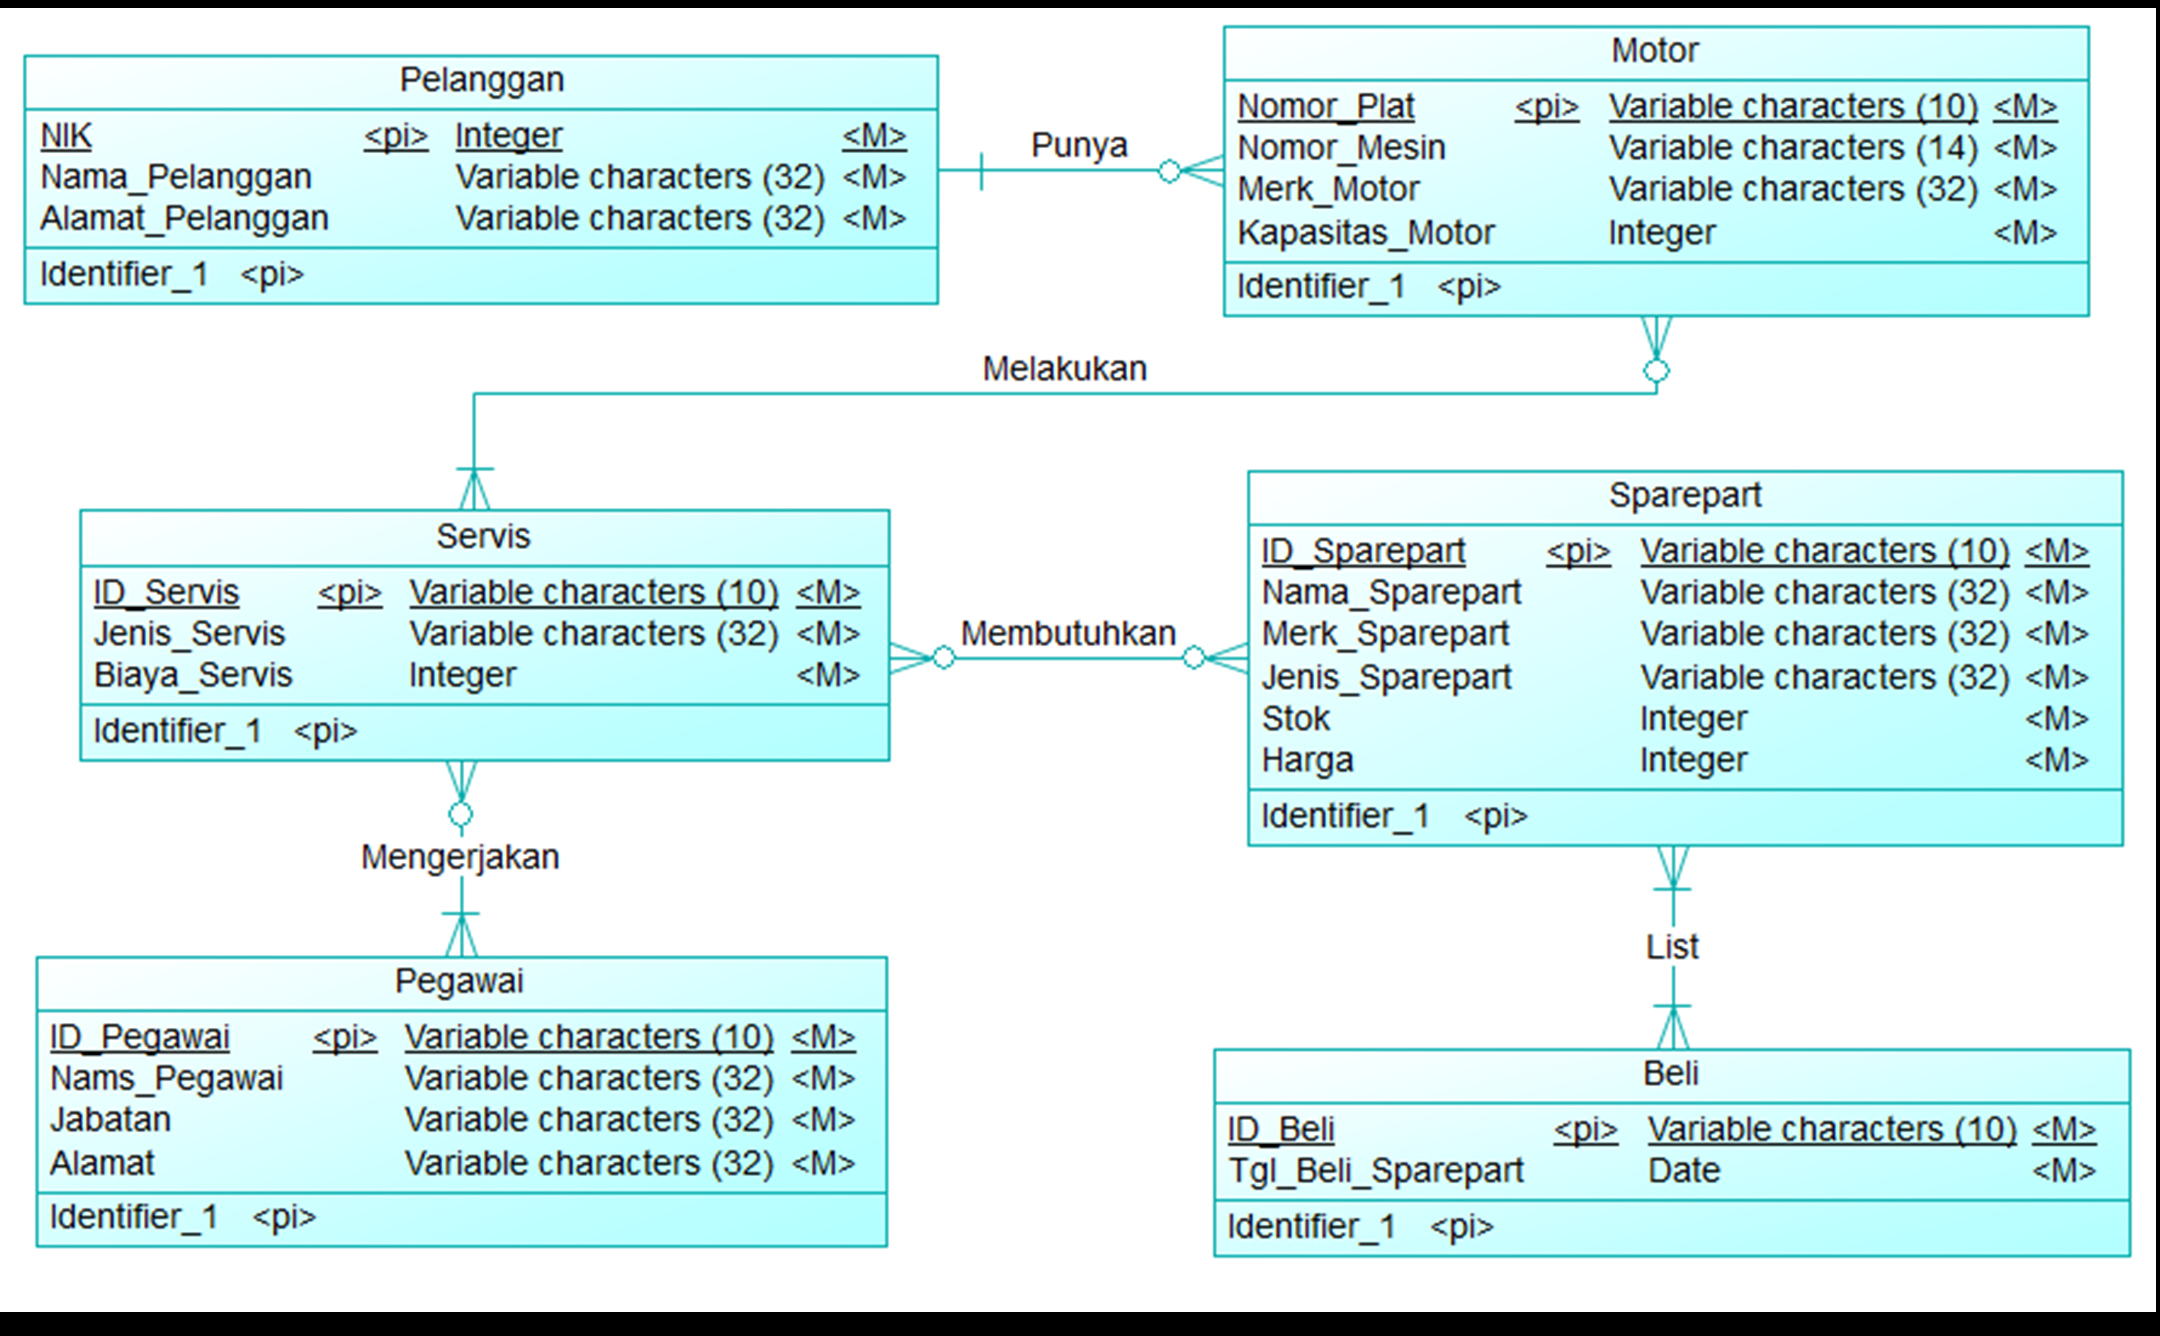 Pelanggan
NIK <pi> Integer <M>
Nama_Pelanggan Variable characters (32) <M>
Alamat_Pelanggan Variable characters (32) <M>
Identifier_1 <pi>
Punya
Motor
Nomor_Plat <pi> Variable characters (10) <M>
Nomor_Mesin Variable characters (14) <M>
Merk_Motor Variable characters (32) <M>
Kapasitas_Motor Integer <M>
Identifier_1 <pi>
Melakukan
Servis
ID_Servis <pi> Variable characters (10) <M>
Jenis_Servis Variable characters (32) <M>
Biaya_Servis Integer <M>
Identifier_1 <pi>
Membutuhkan
Sparepart
ID_Sparepart <pi> Variable characters (10) <M>
Nama_Sparepart Variable characters (32) <M>
Merk_Sparepart Variable characters (32) <M>
Jenis_Sparepart Variable characters (32) <M>
Stok Integer <M>
Harga Integer <M>
Identifier_1 <pi>
Mengerjakan
List
Pegawai
ID_Pegawai <pi> Variable characters (10) <M>
Nams_Pegawai Variable characters (32) <M>
Jabatan Variable characters (32) <M>
Alamat Variable characters (32) <M>
Identifier_1 <pi>
Beli
ID_Beli <pi> Variable characters (10) <M>
Tgl_Beli_Sparepart Date <M>
Identifier_1 <pi>